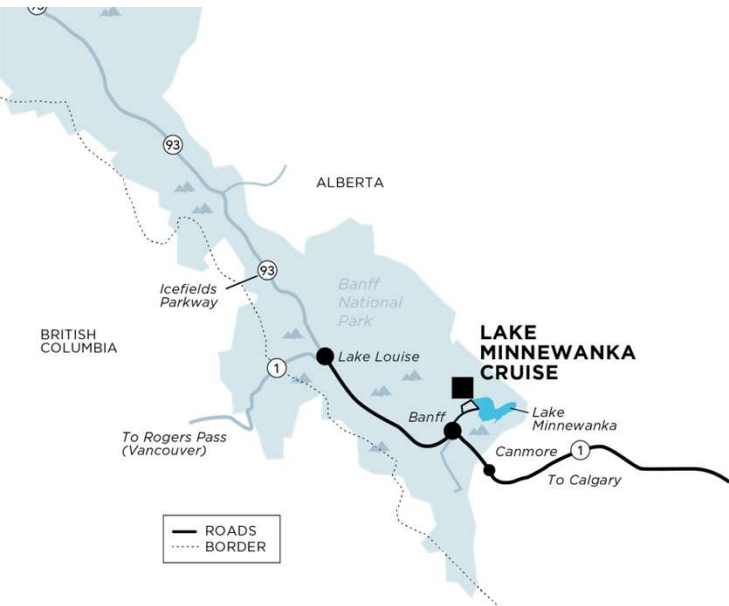 93
93
ALBERTA
93
Icefields
Parkway
Banff
National
Park
BRITISH
COLUMBIA
LAKE
MINNEWANKA
CRUISE
Lake Louise
1
Lake
Minnewanka
Banff
To Rogers Pass
(Vancouver)
Canmore
1
To Calgary
ROADS
BORDER